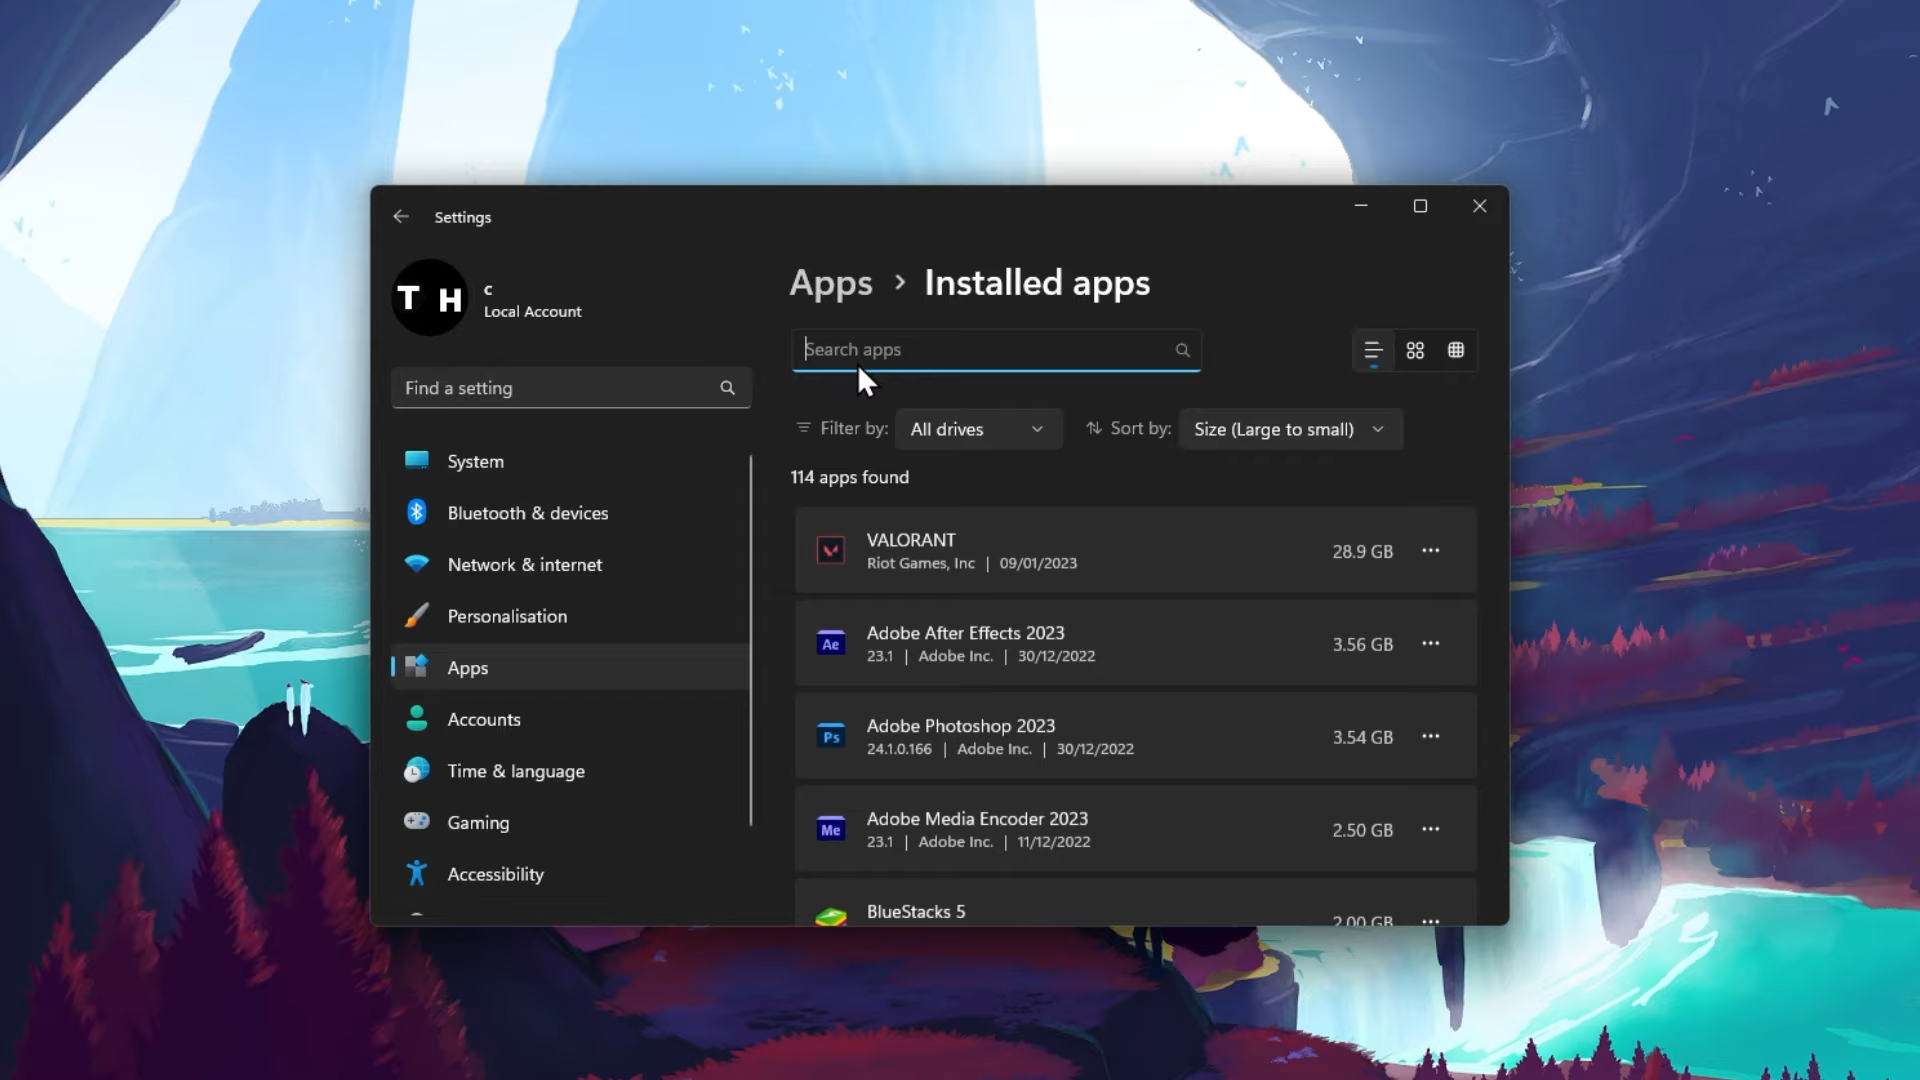 Settings
T H
c
Local Account
Find a setting
System
Bluetooth & devices
Network & internet
Personalisation
Apps
Accounts
Time & language
Gaming
Accessibility
Apps > Installed apps
Search apps
Filter by: All drives
Sort by: Size (Large to small)
114 apps found
VALORANT
Riot Games, Inc | 09/01/2023
28.9 GB
Ae
Adobe After Effects 2023
23.1 | Adobe Inc. | 30/12/2022
3.56 GB
Ps
Adobe Photoshop 2023
24.1.0.166 | Adobe Inc. | 30/12/2022
3.54 GB
Me
Adobe Media Encoder 2023
23.1 | Adobe Inc. | 11/12/2022
2.50 GB
BlueStacks 5
2.00 GB